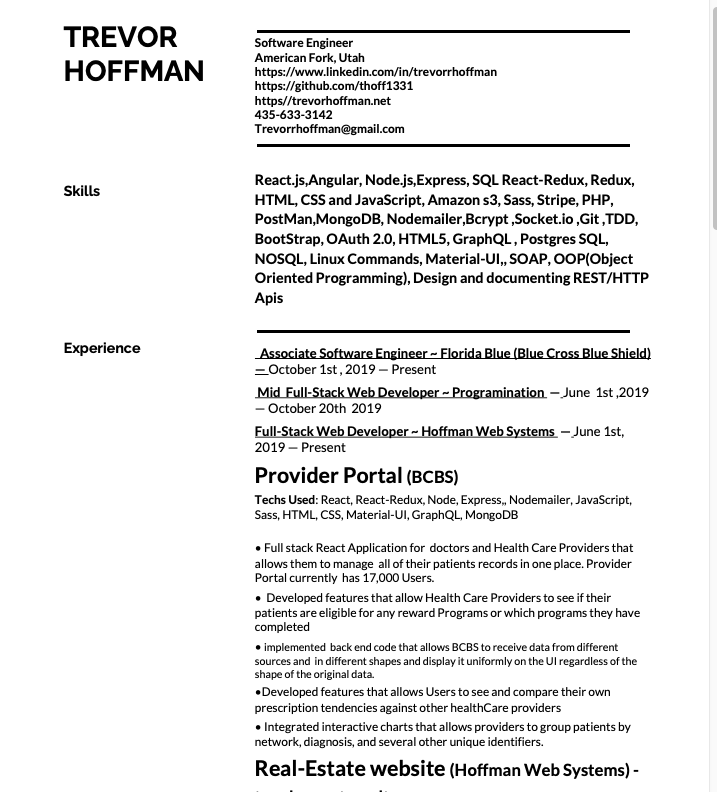 TREVOR
HOFFMAN
Software Engineer
American Fork, Utah
https://www.linkedin.com/in/trevorrhoffman
https://github.com/thoff1331
https//trevorhoffman.net
435-633-3142
Trevorrhoffman@gmail.com
Skills
React.js,Angular, Node.js,Express, SQL React-Redux, Redux,
HTML, CSS and JavaScript, Amazon s3, Sass, Stripe, PHP,
PostMan,MongoDB, Nodemailer,Bcrypt ,Socket.io ,Git ,TDD,
BootStrap, OAuth 2.0, HTML5, GraphQL , Postgres SQL,
NOSQL, Linux Commands, Material-UI,, SOAP, OOP(Object
Oriented Programming), Design and documenting REST/HTTP
Apis
Experience
Associate Software Engineer ~ Florida Blue (Blue Cross Blue Shield)
— October 1st , 2019 — Present
Mid Full-Stack Web Developer ~ Programination — June 1st ,2019
— October 20th 2019
Full-Stack Web Developer ~ Hoffman Web Systems — June 1st,
2019 — Present
Provider Portal (BCBS)
Techs Used: React, React-Redux, Node, Express,, Nodemailer, JavaScript,
Sass, HTML, CSS, Material-UI, GraphQL, MongoDB
• Full stack React Application for doctors and Health Care Providers that
allows them to manage all of their patients records in one place. Provider
Portal currently has 17,000 Users.
• Developed features that allow Health Care Providers to see if their
patients are eligible for any reward Programs or which programs they have
completed
• implemented back end code that allows BCBS to receive data from different
sources and in different shapes and display it uniformly on the UI regardless of the
shape of the original data.
•Developed features that allows Users to see and compare their own
prescription tendencies against other healthCare providers
• Integrated interactive charts that allows providers to group patients by
network, diagnosis, and several other unique identifiers.
Real-Estate website (Hoffman Web Systems) -